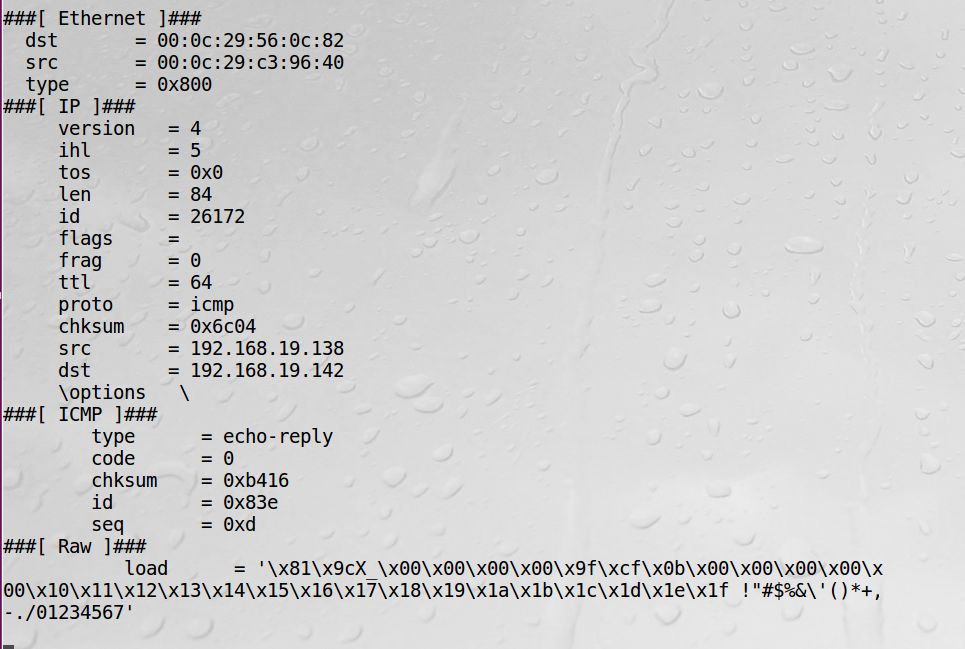 ###[ Ethernet ]###
  dst       = 00:0c:29:56:0c:82
  src       = 00:0c:29:c3:96:40
  type      = 0x800
###[ IP ]###
     version   = 4
     ihl       = 5
     tos       = 0x0
     len       = 84
     id        = 26172
     flags     =
     frag      = 0
     ttl       = 64
     proto     = icmp
     chksum    = 0x6c04
     src       = 192.168.19.138
     dst       = 192.168.19.142
     \options   \
###[ ICMP ]###
        type      = echo-reply
        code      = 0
        chksum    = 0xb416
        id        = 0x83e
        seq       = 0xd
###[ Raw ]###
           load      = '\x81\x9cX_\x00\x00\x00\x00\x9f\xcf\x0b\x00\x00\x00\x00\x
00\x10\x11\x12\x13\x14\x15\x16\x17\x18\x19\x1a\x1b\x1c\x1d\x1e\x1f !"#$%&\'()*+,
-./01234567'